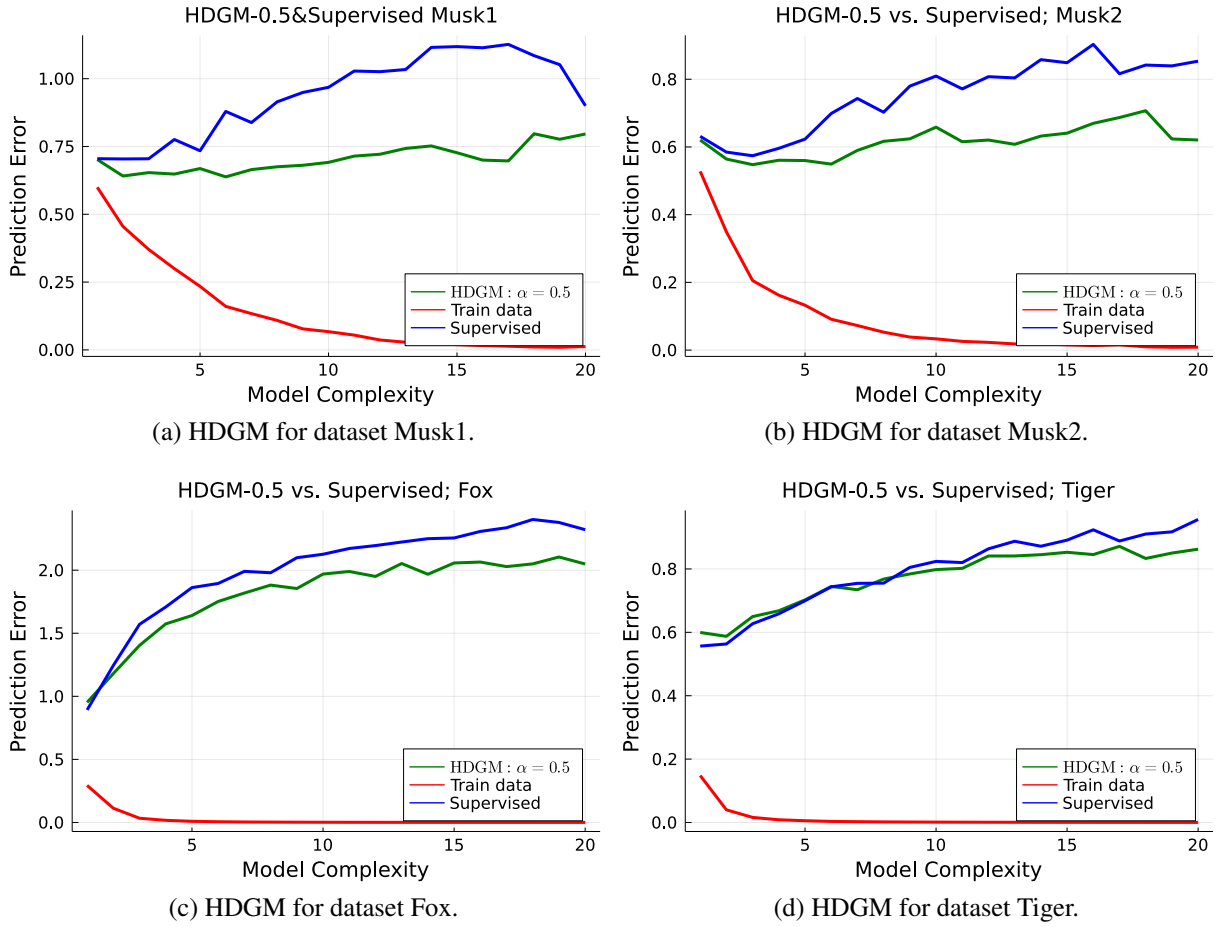 HDGM-0.5&Supervised Musk1
Prediction Error
1.00
0.75
0.50
0.25
0.00
HDGM : α = 0.5
Train data
Supervised
5
10
15
20
Model Complexity
(a) HDGM for dataset Musk1.
HDGM-0.5 vs. Supervised; Musk2
Prediction Error
0.8
0.6
0.4
0.2
0.0
HDGM : α = 0.5
Train data
Supervised
5
10
15
20
Model Complexity
(b) HDGM for dataset Musk2.
HDGM-0.5 vs. Supervised; Fox
Prediction Error
2.0
1.5
1.0
0.5
0.0
HDGM : α = 0.5
Train data
Supervised
5
10
15
20
Model Complexity
(c) HDGM for dataset Fox.
HDGM-0.5 vs. Supervised; Tiger
Prediction Error
0.8
0.6
0.4
0.2
0.0
HDGM : α = 0.5
Train data
Supervised
5
10
15
20
Model Complexity
(d) HDGM for dataset Tiger.